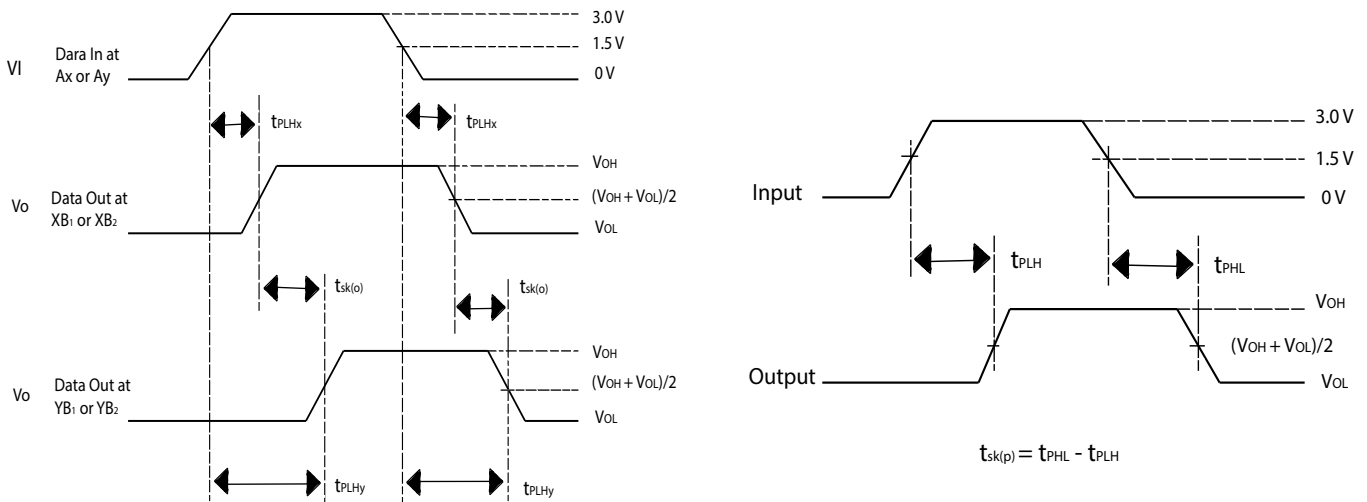 3.0 V
1.5 V
0 V
VI
Dara In at
Ax or Ay
tPLHx
tPLHx
VOH
(VOH + VOL)/2
VOL
Vo
Data Out at
XB1 or XB2
tsk(o)
tsk(o)
VOH
(VOH + VOL)/2
VOL
Vo
Data Out at
YB1 or YB2
tPLHy
tPLHy
3.0 V
1.5 V
0 V
Input
tPLH
tPHL
VOH
(VOH + VOL)/2
VOL
Output
tsk(p) = tPHL - tPLH